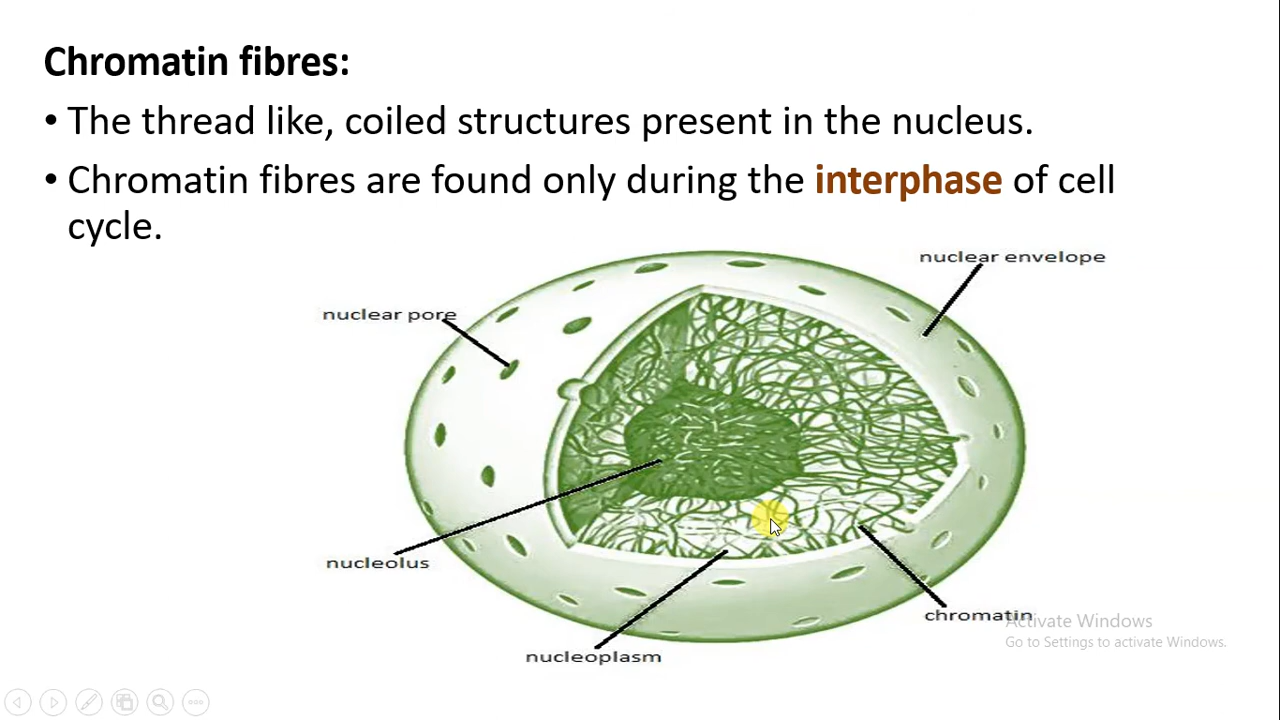 Chromatin fibres:
• The thread like, coiled structures present in the nucleus.
• Chromatin fibres are found only during the interphase of cell
cycle.
nuclear envelope
nuclear pore
nucleolus
chromatin
Activate Windows
Go to Settings to activate Windows.
nucleoplasm